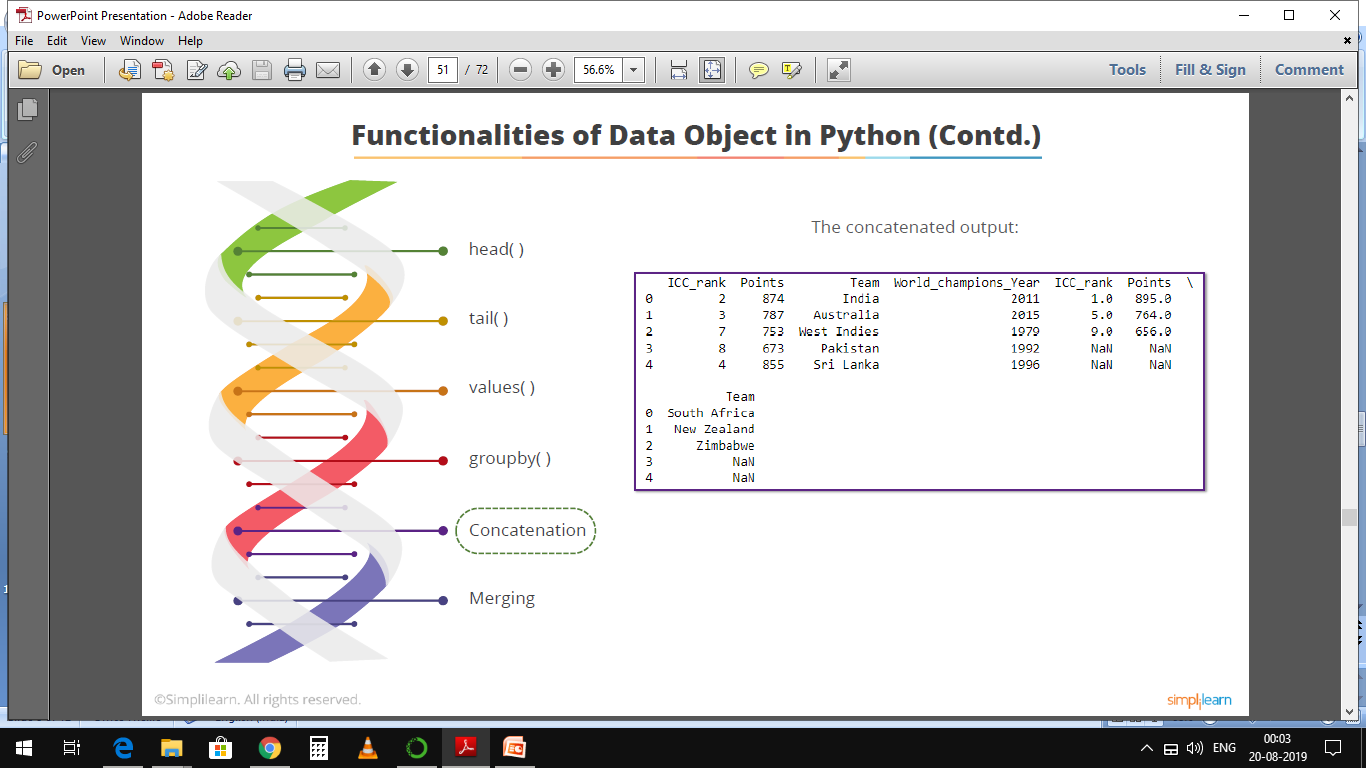 PowerPoint Presentation - Adobe Reader
File Edit View Window Help
Open 51 / 72 56.6% Tools Fill & Sign Comment
Functionalities of Data Object in Python (Contd.)
head( )
tail( )
values( )
groupby( )
Concatenation
Merging
The concatenated output:
ICC_rank Points Team World_champions_Year ICC_rank Points \
0 2 874 India 2011 1.0 895.0
1 3 787 Australia 2015 5.0 764.0
2 7 753 West Indies 1979 9.0 656.0
3 8 673 Pakistan 1992 NaN NaN
4 4 855 Sri Lanka 1996 NaN NaN
Team
0 South Africa
1 New Zealand
2 Zimbabwe
3 NaN
4 NaN
©Simplilearn. All rights reserved.
simplilearn
ENG
00:03
20-08-2019